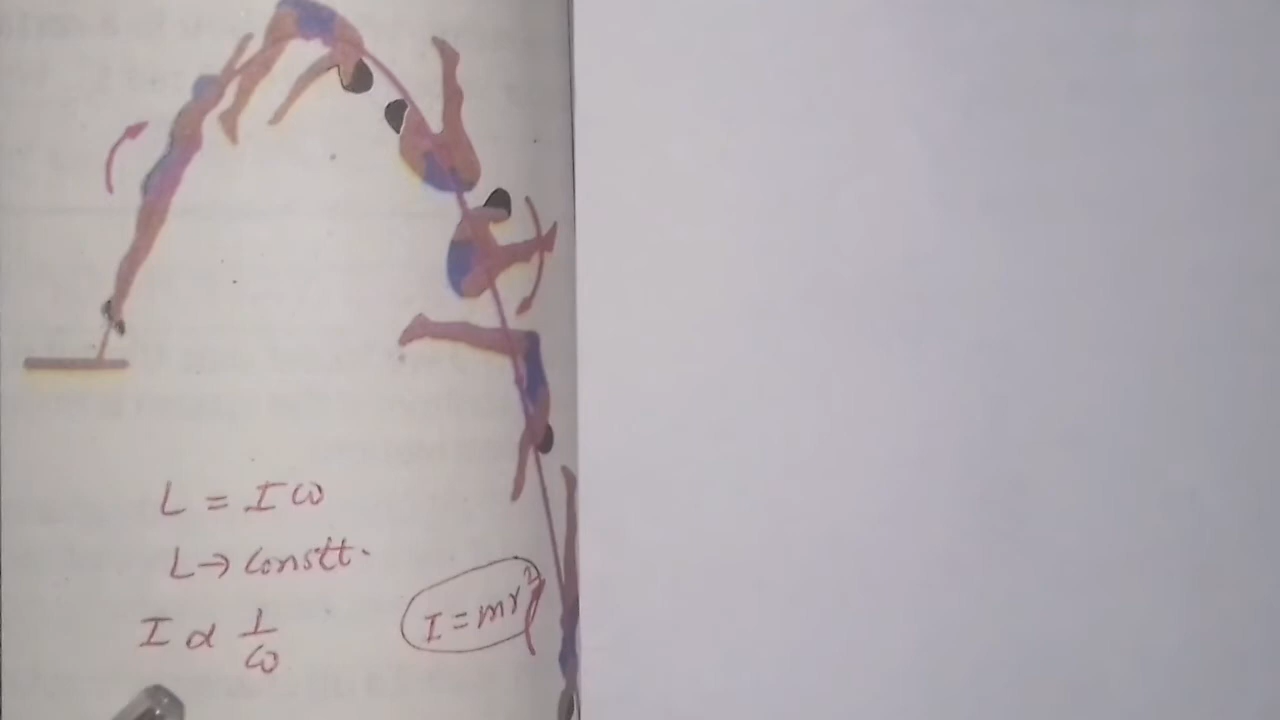 L = Iω
L → Constt.
I ∝ 1/ω
I = mr²